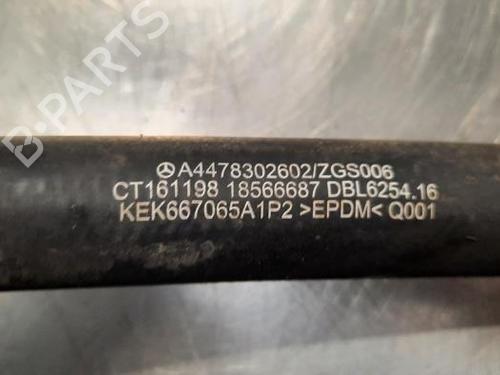 A4478302602/ZGS006
CT161198 18566687 DBL6254.16
KEK667065A1P2 >EPDM< Q001
B-PARTS